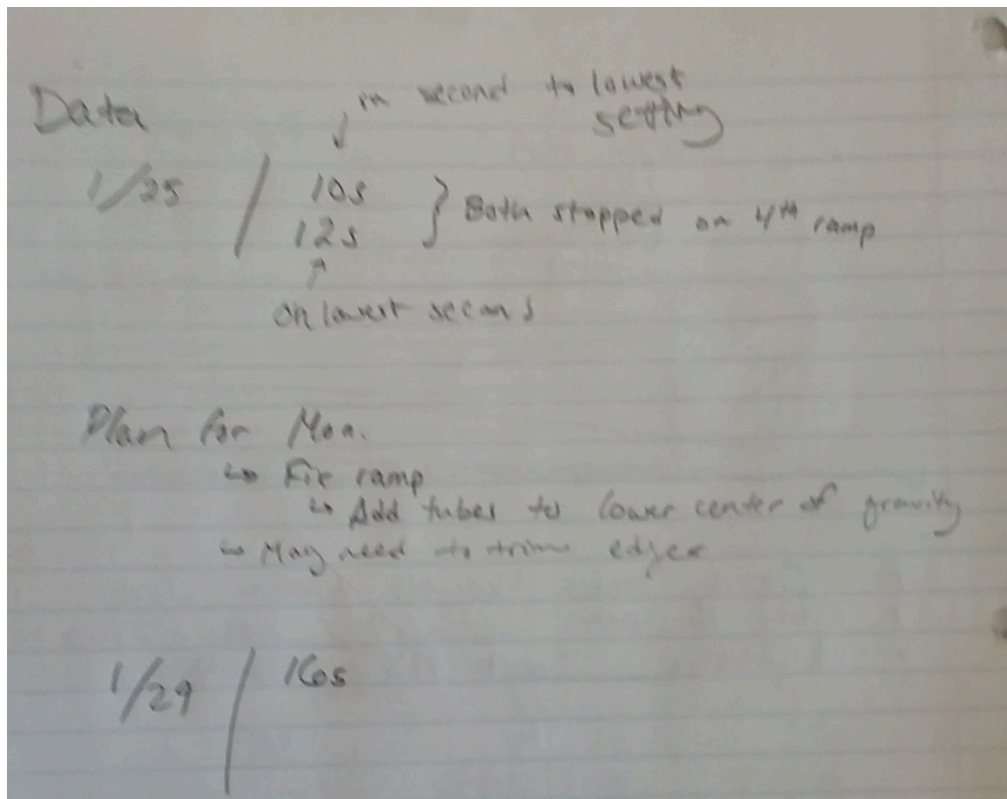 in second to lowest
setting
Data
1/25 | 10s
12s } Both stopped on 4th ramp
on lowest second
Plan for Mon.
↳ Fix ramp
↳ Add tubes to lower center of gravity
↳ May need to trim edges
1/29 | 16s